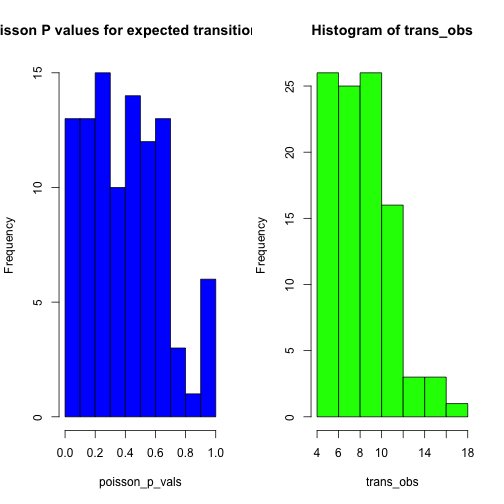 isson P values for expected transition
Histogram of trans_obs
Frequency
0
5
10
15
0.0 0.2 0.4 0.6 0.8 1.0
poisson_p_vals
Frequency
0
5
10
15
20
25
4 6 8 10 14 18
trans_obs